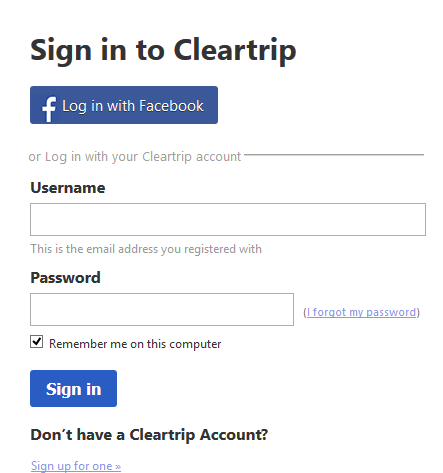 Sign in to Cleartrip
f Log in with Facebook
or Log in with your Cleartrip account
Username
This is the email address you registered with
Password
(I forgot my password)
Remember me on this computer
Sign in
Don't have a Cleartrip Account?
Sign up for one »